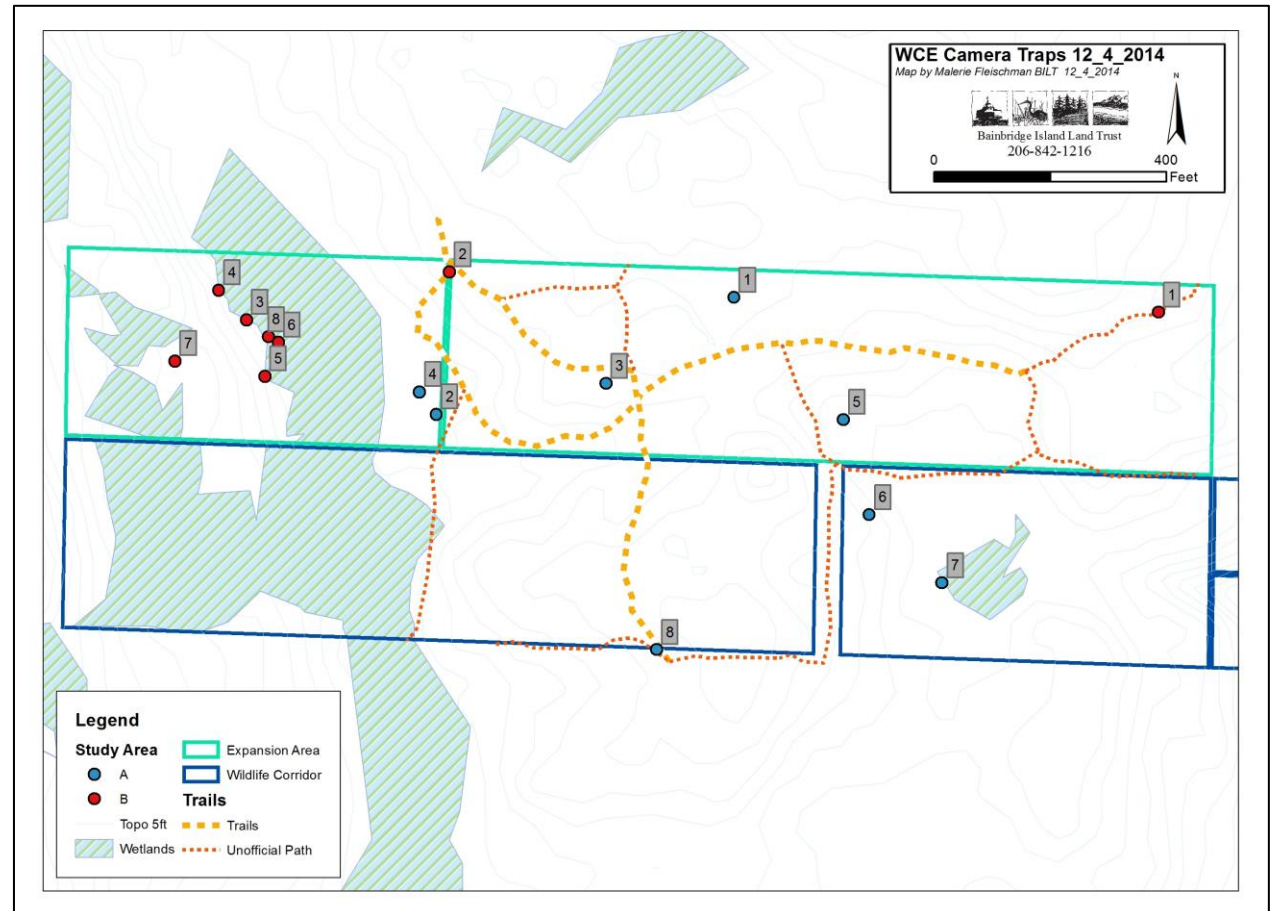 WCE Camera Traps 12_4_2014
Map by Malerie Fleischman BILT 12_4_2014
N
Bainbridge Island Land Trust
206-842-1216
0 400
Feet
2
4
1
1
3
8
6
7
5
3
4
2
5
6
7
8
Legend
Study Area
A
B
Topo 5ft
Wetlands
Expansion Area
Wildlife Corridor
Trails
Trails
Unofficial Path